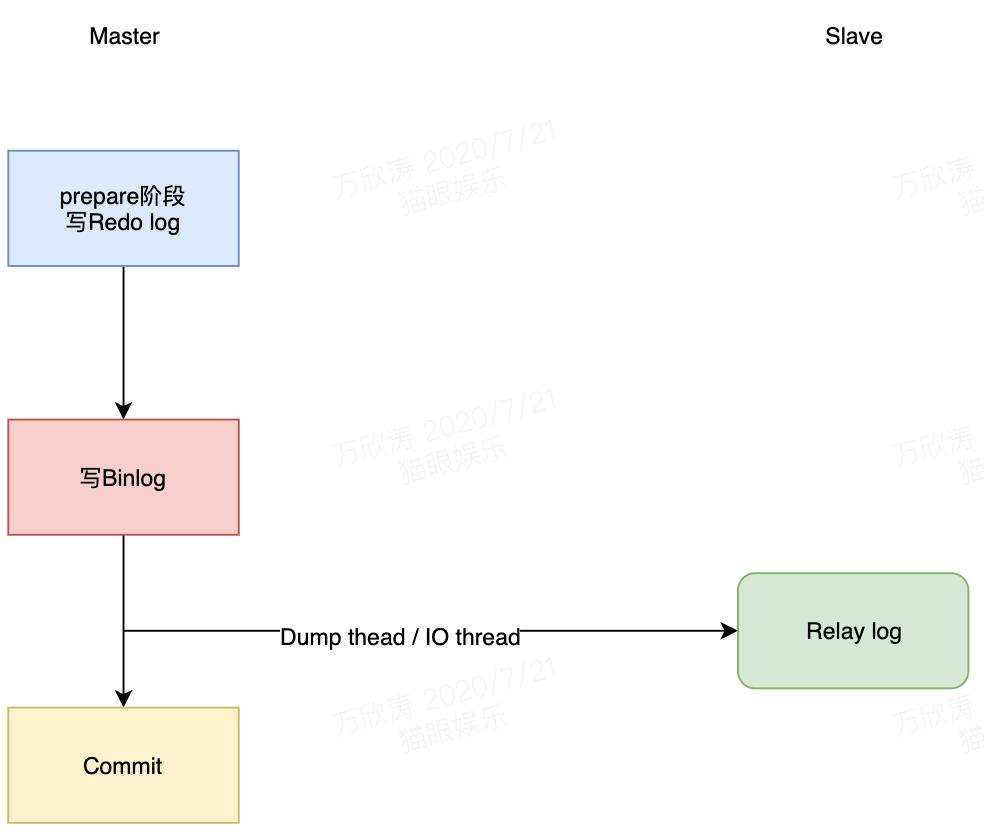 Master
Slave
万欣涛 2020/7/21
猫眼娱乐
万欣涛
猫
prepare阶段
写Redo log
万欣涛 2020/7/21
猫眼娱乐
万欣涛
猫
写Binlog
Dump thead / IO thread
Relay log
万欣涛 2020/7/21
猫眼娱乐
万欣涛
猫
Commit